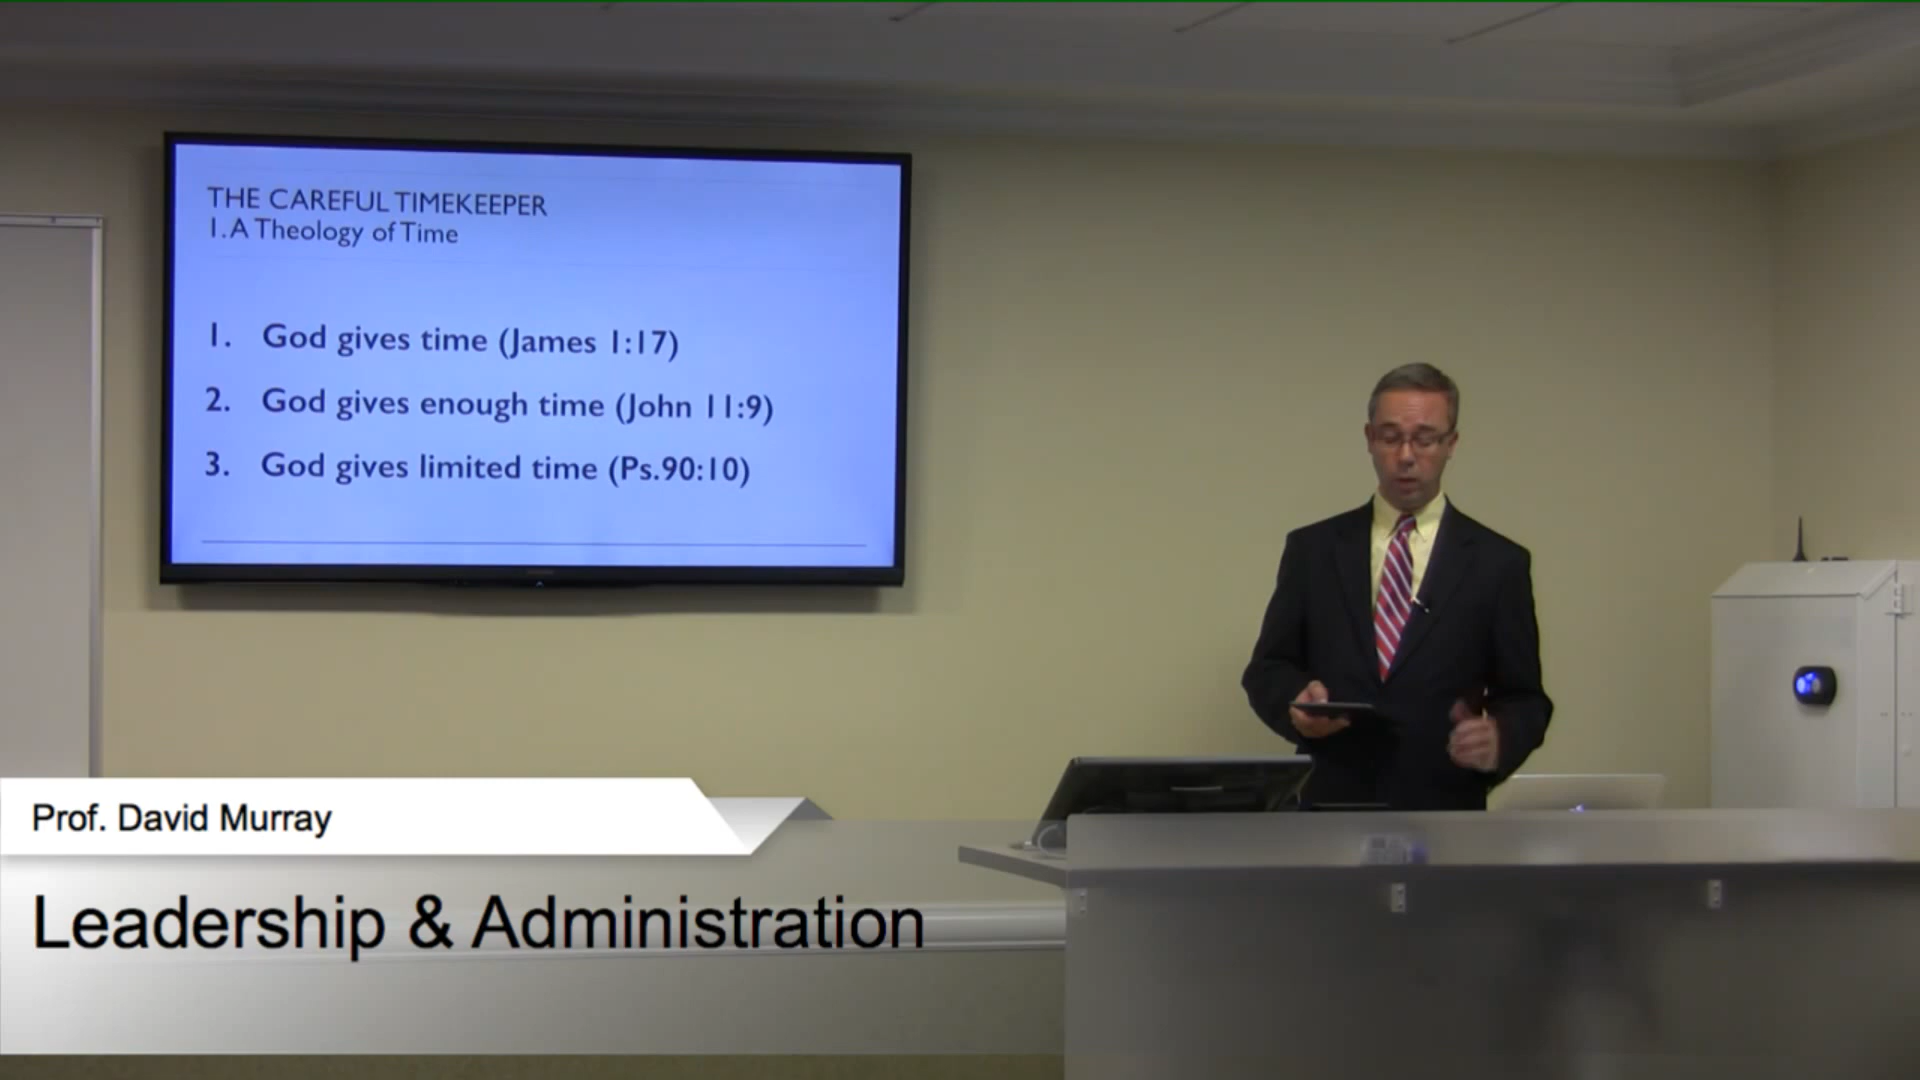 THE CAREFUL TIMEKEEPER
1. A Theology of Time
1. God gives time (James 1:17)
2. God gives enough time (John 11:9)
3. God gives limited time (Ps.90:10)
Prof. David Murray
Leadership & Administration